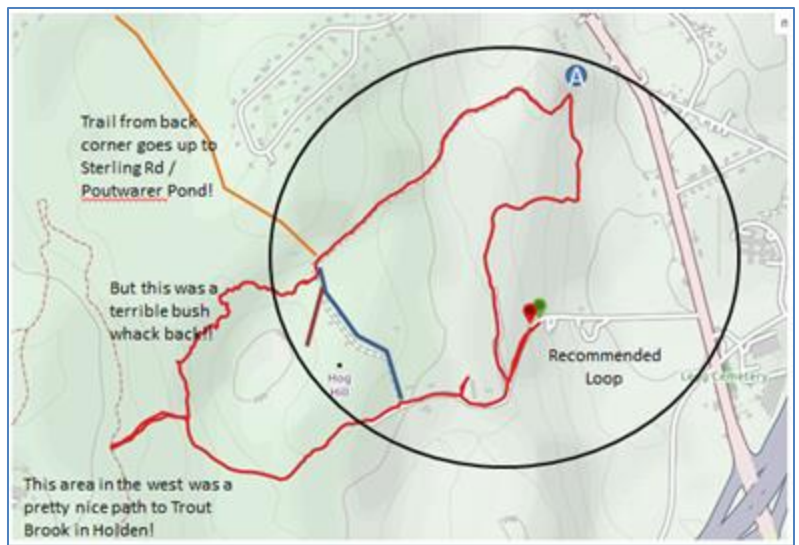 A
Trail from back
corner goes up to
Sterling Rd /
Poutwarer Pond!
But this was a
terrible bush
whack back!!
Hog
Hill
Recommended
Loop
Cemetery
This area in the west was a
pretty nice path to Trout
Brook in Holden!